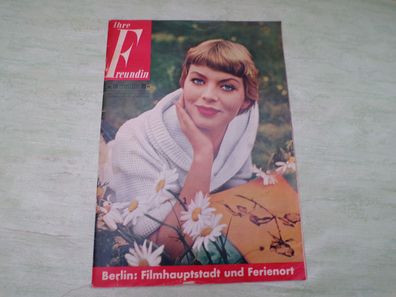 Ihre
Freundin
Berlin: Filmhauptstadt und Ferienort